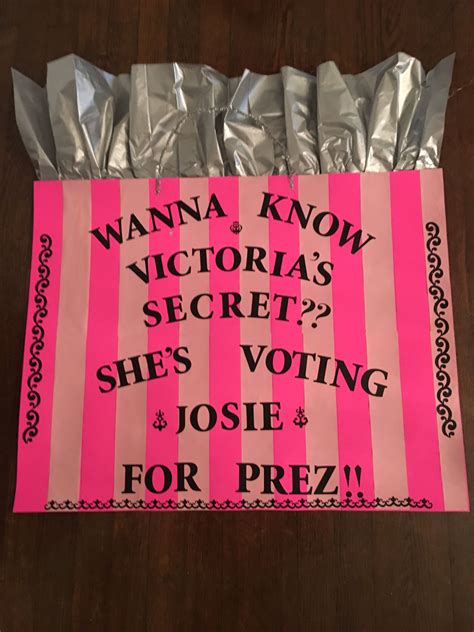 WANNA KNOW
VICTORIA'S
SECRET??
SHE'S VOTING
JOSIE
FOR PREZ!!